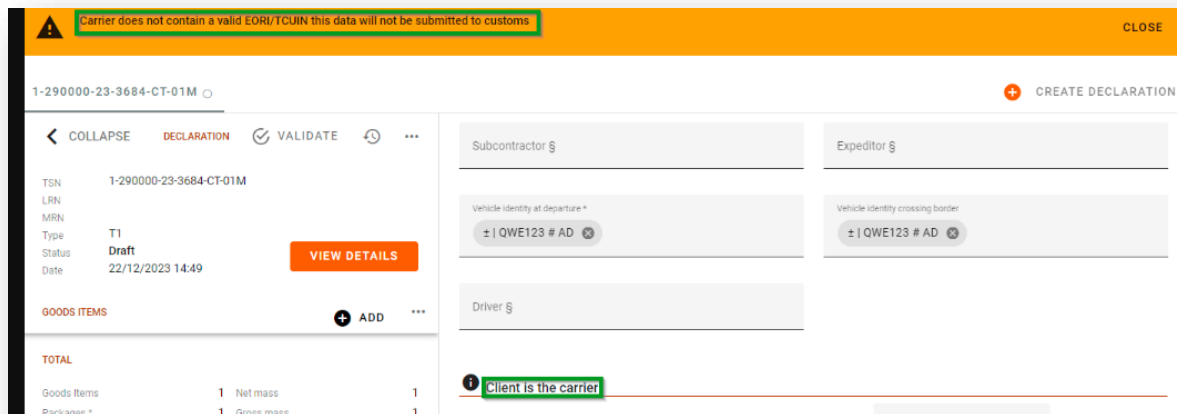 Carrier does not contain a valid EORI/TCUIN this data will not be submitted to customs
CLOSE
1-290000-23-3684-CT-01M
CREATE DECLARATION
COLLAPSE DECLARATION VALIDATE
TSN 1-290000-23-3684-CT-01M
LRN
MRN
Type T1
Status Draft
Date 22/12/2023 14:49
VIEW DETAILS
GOODS ITEMS
ADD
TOTAL
Goods Items 1 Net mass 1
Packages * 1 Gross mass 1
Subcontractor §
Expeditor §
Vehicle identity at departure *
± | QWE123 # AD
Vehicle identity crossing border
± | QWE123 # AD
Driver §
Client is the carrier